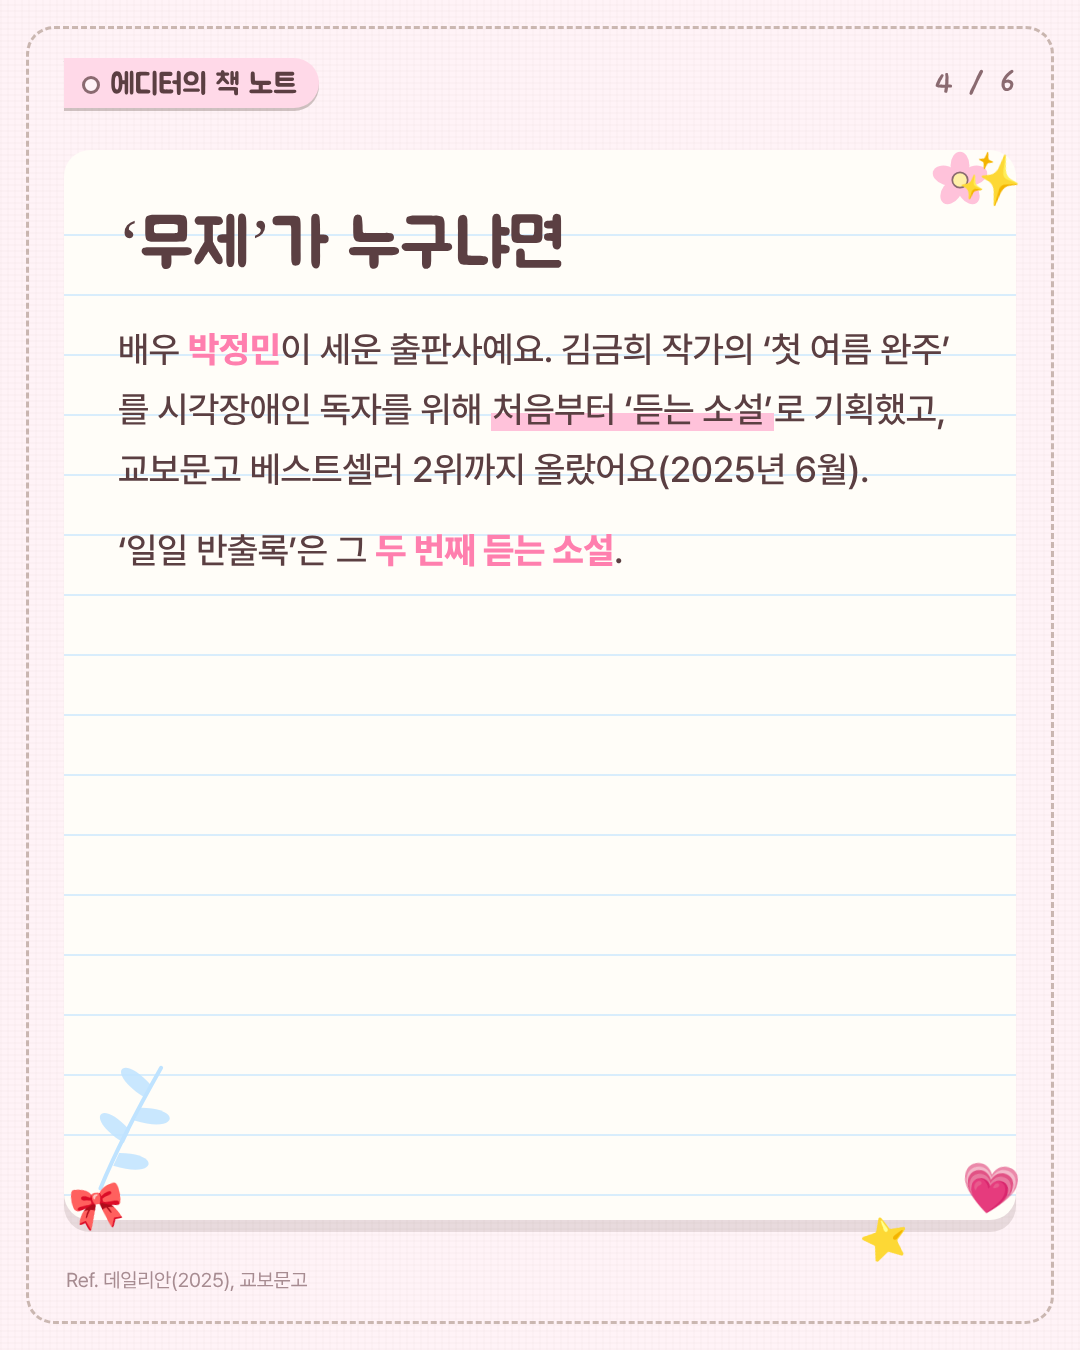 에디터의 책 노트
4 / 6
‘무제’가 누구냐면
배우 박정민이 세운 출판사예요. 김금희 작가의 ‘첫 여름 완주’
를 시각장애인 독자를 위해 처음부터 ‘듣는 소설’로 기획했고,
교보문고 베스트셀러 2위까지 올랐어요(2025년 6월).
‘일일 반출록’은 그 두 번째 듣는 소설.
Ref. 데일리안(2025), 교보문고